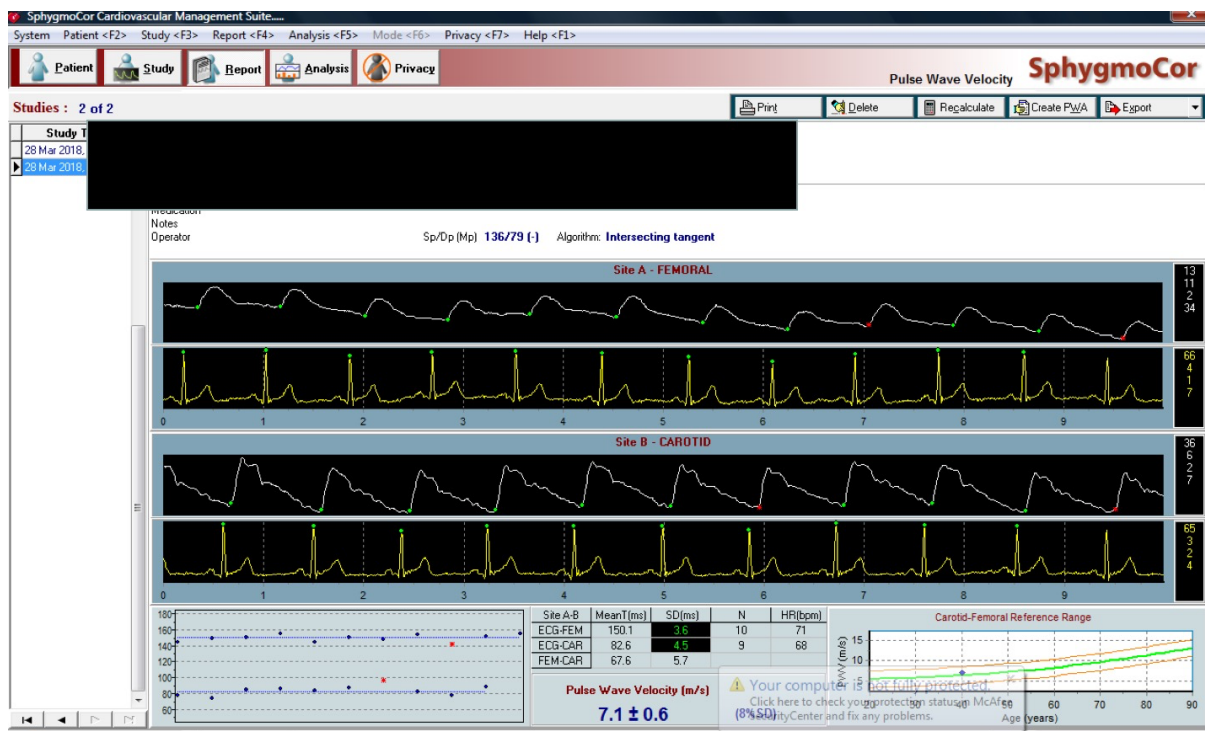 SphygmoCor Cardiovascular Management Suite.....
System Patient <F2> Study <F3> Report <F4> Analysis <F5> Mode <F6> Privacy <F7> Help <F1>
Patient Study Report Analysis Privacy
Pulse Wave Velocity SphygmoCor
Studies : 2 of 2
Print Delete Recalculate Create PWA Export
Study T
28 Mar 2018,
28 Mar 2018,
Medication
Notes
Operator Sp/Dp (Mp) 136/79 (-) Algorithm: Intersecting tangent
Site A - FEMORAL
13
11
2
34
66
4
1
7
0 1 2 3 4 5 6 7 8 9
Site B - CAROTID
36
6
2
7
65
3
2
4
0 1 2 3 4 5 6 7 8 9
180
160
140
120
100
80
60
Site A-B MeanT(ms) SD(ms) N HR(bpm)
ECG-FEM 150.1 3.6 10 71
ECG-CAR 82.6 4.5 9 68
FEM-CAR 67.6 5.7
Pulse Wave Velocity (m/s)
7.1 ± 0.6 (8% SD)
Carotid-Femoral Reference Range
PWV (m/s)
15
10
5
20 30 40 50 60 70 80 90
Age (years)
Your computer is not fully protected.
Click here to check your protection status in McAfee
SecurityCenter and fix any problems.